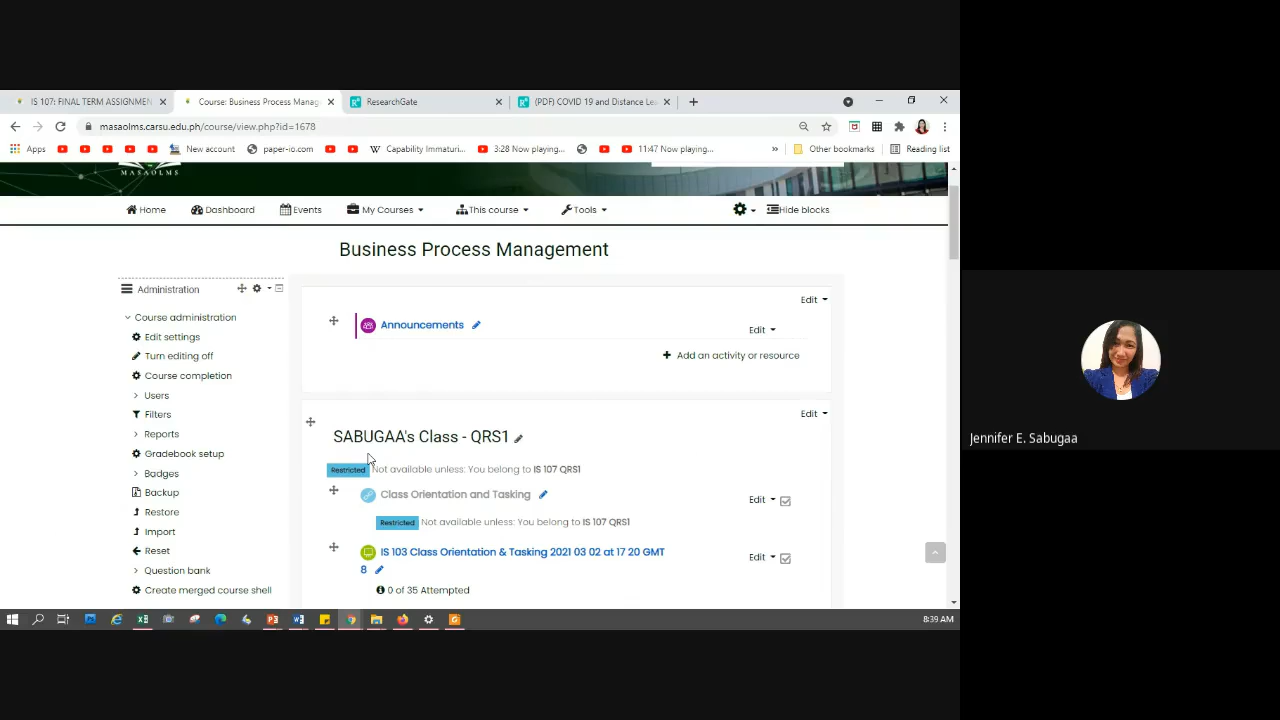 IS 107: FINAL TERM ASSIGNMEN
Course: Business Process Manag
ResearchGate
(PDF) COVID 19 and Distance Le
masaolms.carsu.edu.ph/course/view.php?id=1678
Apps
New account
paper-io.com
Capability Immaturi...
3:28 Now playing...
11:47 Now playing...
»
Other bookmarks
Reading list
MASAOLMS
Home
Dashboard
Events
My Courses
This course
Tools
Hide blocks
Business Process Management
Administration
Course administration
Edit settings
Turn editing off
Course completion
Users
Filters
Reports
Gradebook setup
Badges
Backup
Restore
Import
Reset
Question bank
Create merged course shell
Edit
Announcements
Edit
Add an activity or resource
Edit
SABUGAA's Class - QRS1
Restricted Not available unless: You belong to IS 107 QRS1
Class Orientation and Tasking
Edit
Restricted Not available unless: You belong to IS 107 QRS1
IS 103 Class Orientation & Tasking 2021 03 02 at 17 20 GMT
8
Edit
0 of 35 Attempted
8:39 AM
Jennifer E. Sabugaa